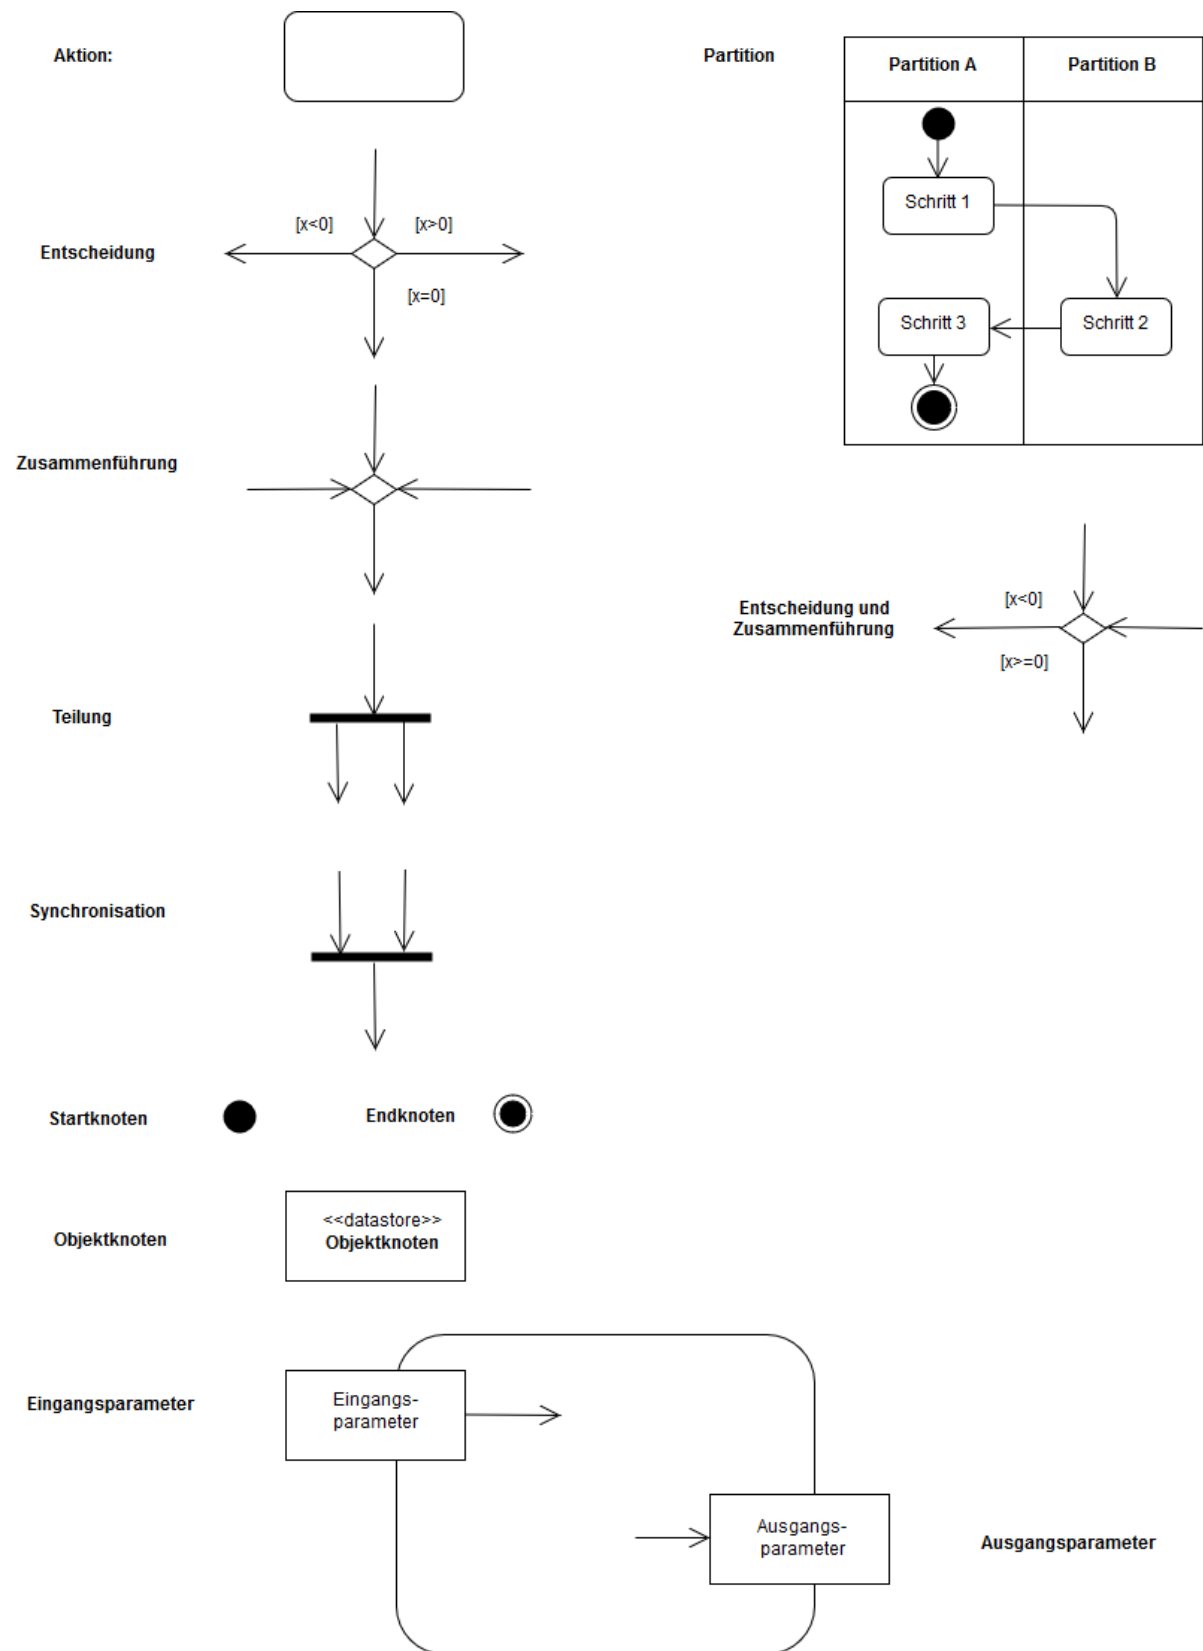 Aktion:
Partition
Partition A
Partition B
Schritt 1
Schritt 3
Schritt 2
[x<0]
[x>0]
Entscheidung
[x=0]
Zusammenführung
Entscheidung und
Zusammenführung
[x<0]
[x>=0]
Teilung
Synchronisation
Startknoten
Endknoten
Objektknoten
<<datastore>>
Objektknoten
Eingangsparameter
Eingangs-
parameter
Ausgangs-
parameter
Ausgangsparameter